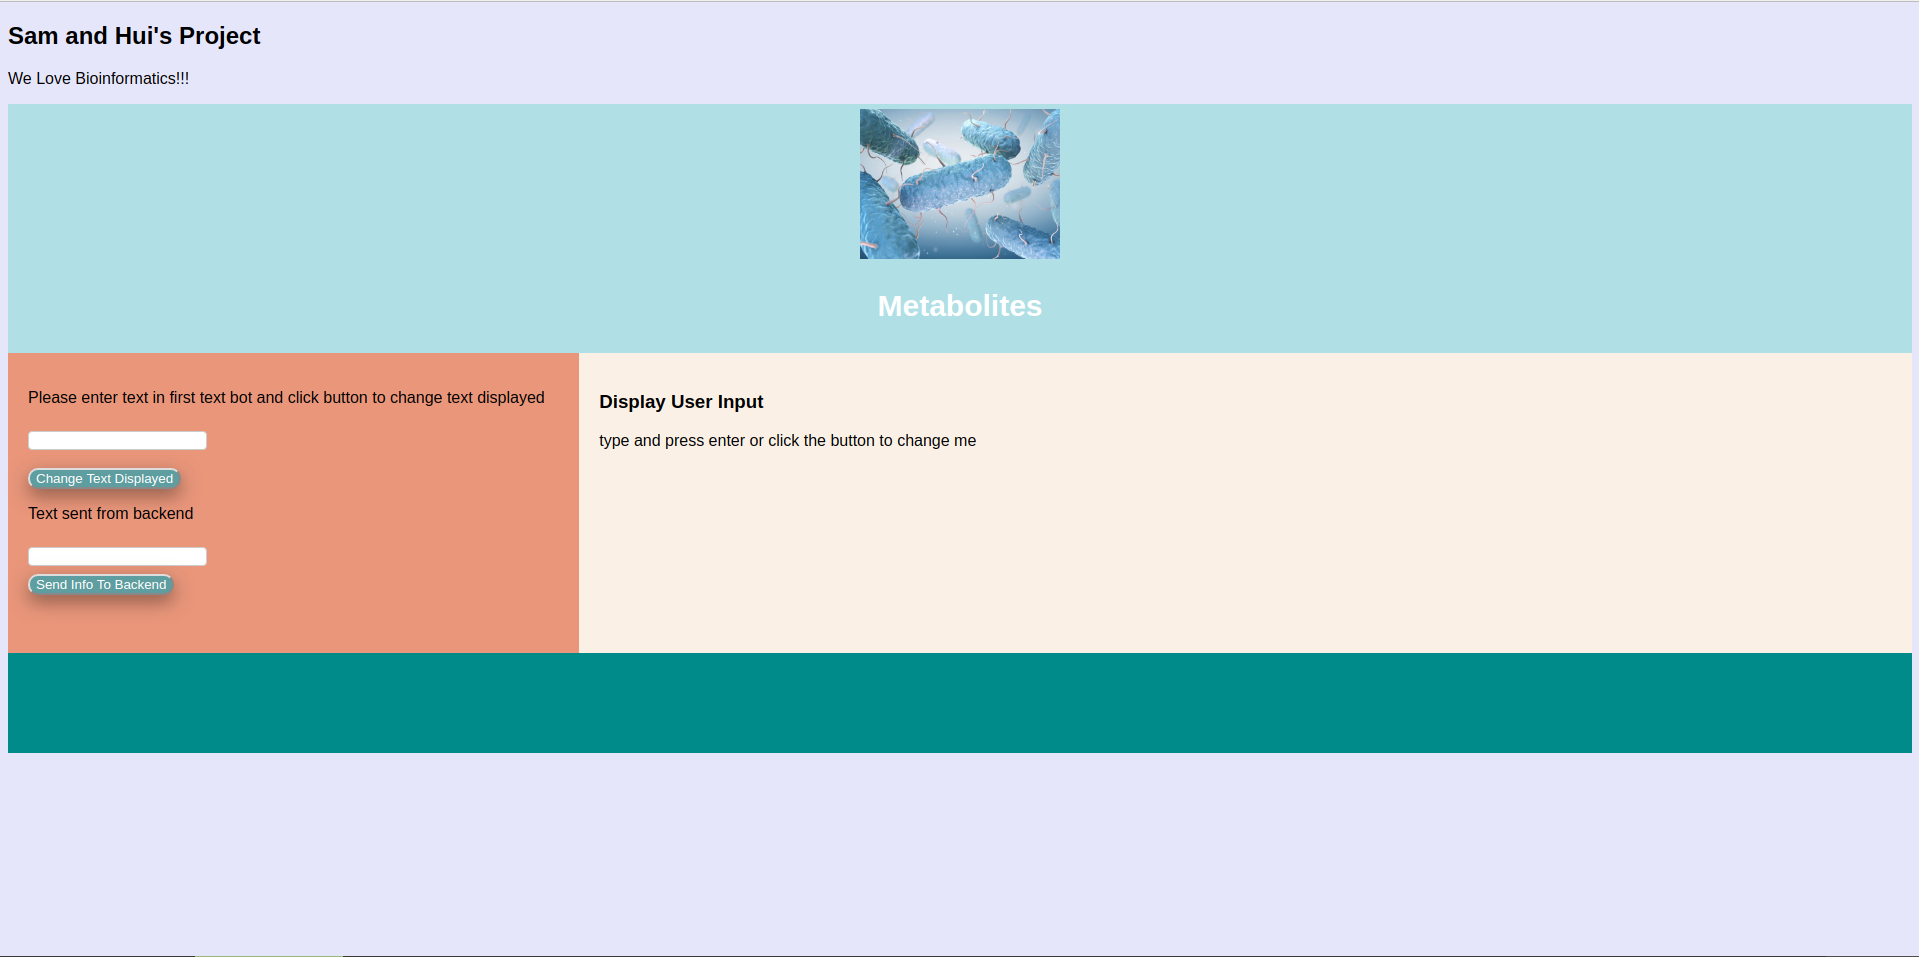 Sam and Hui's Project
We Love Bioinformatics!!!
Metabolites
Please enter text in first text bot and click button to change text displayed
Change Text Displayed
Text sent from backend
Send Info To Backend
Display User Input
type and press enter or click the button to change me